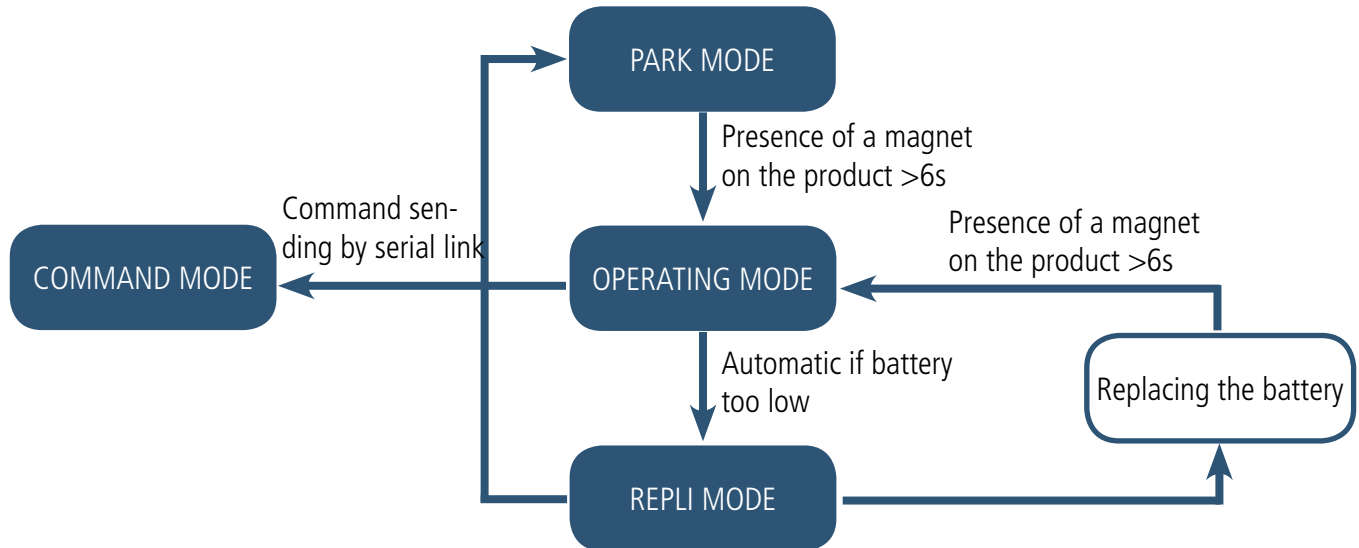 PARK MODE
Presence of a magnet
on the product >6s
Command sen-
ding by serial link
Presence of a magnet
on the product >6s
COMMAND MODE
OPERATING MODE
Automatic if battery
too low
Replacing the battery
REPLI MODE